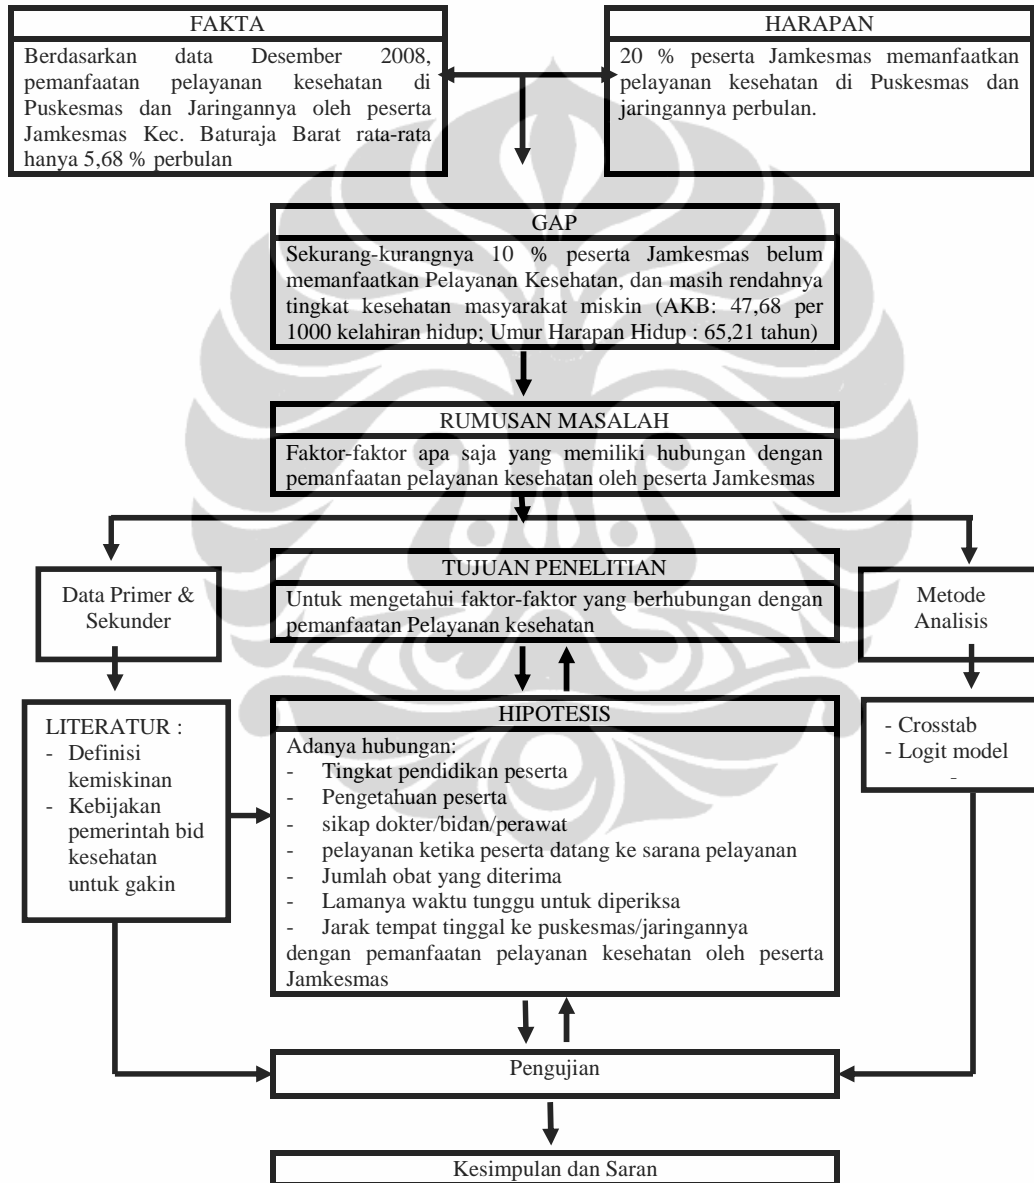 FAKTA
Berdasarkan data Desember 2008,
pemanfaatan pelayanan kesehatan di
Puskesmas dan Jaringannya oleh peserta
Jamkesmas Kec. Baturaja Barat rata-rata
hanya 5,68 % perbulan
HARAPAN
20 % peserta Jamkesmas memanfaatkan
pelayanan kesehatan di Puskesmas dan
jaringannya perbulan.
GAP
Sekurang-kurangnya 10 % peserta Jamkesmas belum
memanfaatkan Pelayanan Kesehatan, dan masih rendahnya
tingkat kesehatan masyarakat miskin (AKB: 47,68 per
1000 kelahiran hidup; Umur Harapan Hidup : 65,21 tahun)
RUMUSAN MASALAH
Faktor-faktor apa saja yang memiliki hubungan dengan
pemanfaatan pelayanan kesehatan oleh peserta Jamkesmas
Data Primer &
Sekunder
TUJUAN PENELITIAN
Untuk mengetahui faktor-faktor yang berhubungan dengan
pemanfaatan Pelayanan kesehatan
Metode
Analisis
LITERATUR :
- Definisi
kemiskinan
- Kebijakan
pemerintah bid
kesehatan
untuk gakin
HIPOTESIS
Adanya hubungan:
- Tingkat pendidikan peserta
- Pengetahuan peserta
- sikap dokter/bidan/perawat
- pelayanan ketika peserta datang ke sarana pelayanan
- Jumlah obat yang diterima
- Lamanya waktu tunggu untuk diperiksa
- Jarak tempat tinggal ke puskesmas/jaringannya
dengan pemanfaatan pelayanan kesehatan oleh peserta
Jamkesmas
- Crosstab
- Logit model
-
Pengujian
Kesimpulan dan Saran